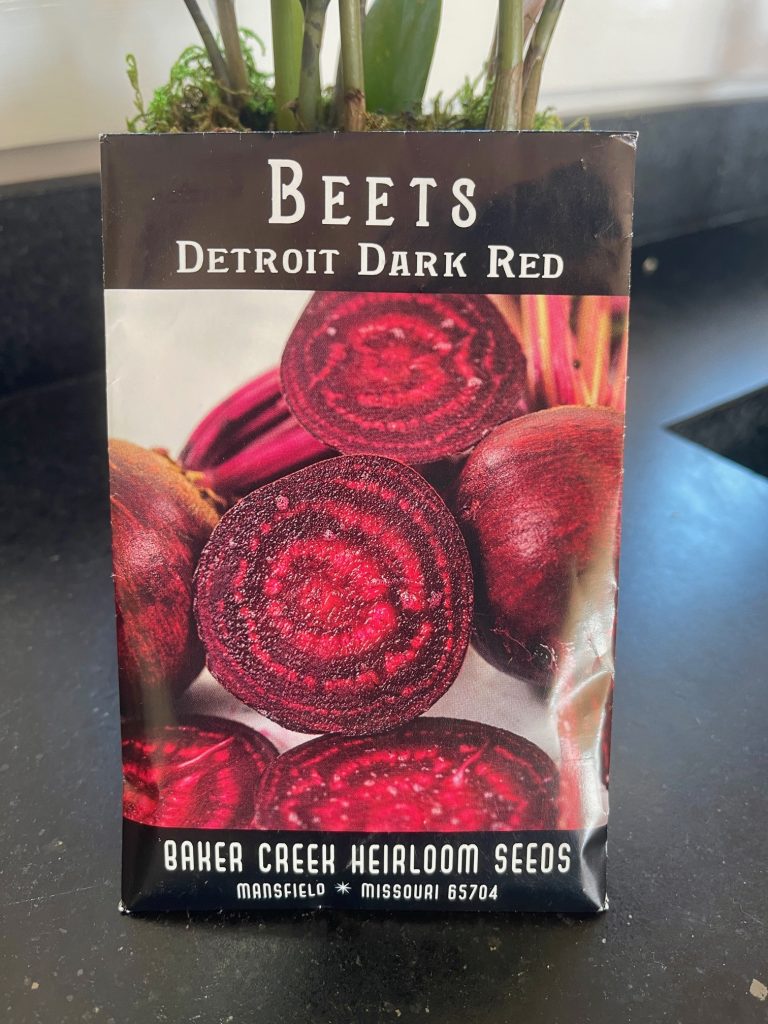 Beets
Detroit Dark Red
BAKER CREEK HEIRLOOM SEEDS
MANSFIELD * MISSOURI 65704